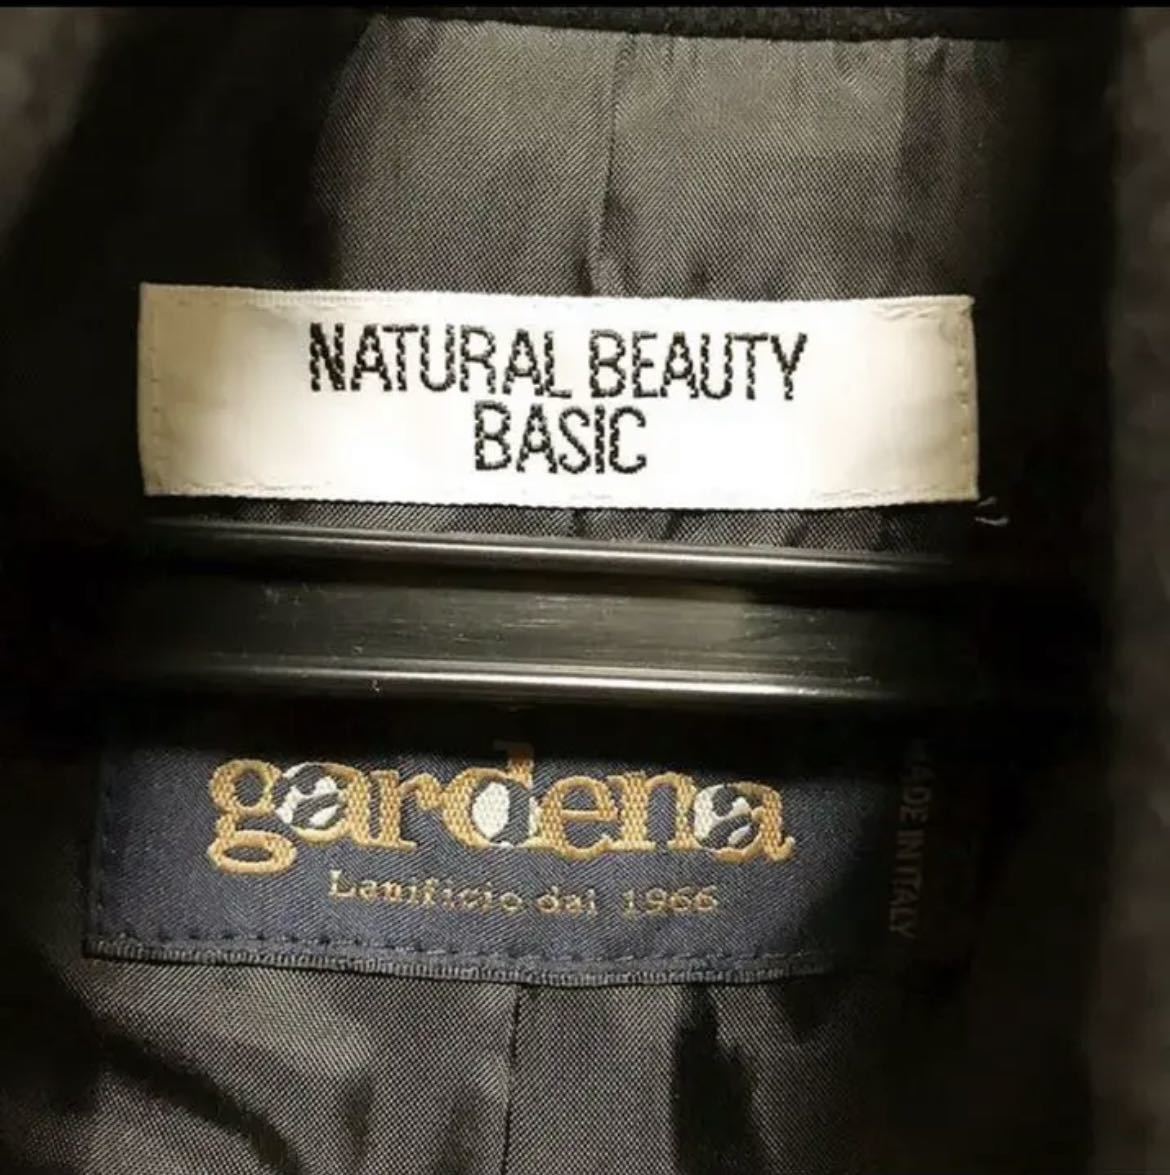 NATURAL BEAUTY
BASIC
gardena
Lanificio dal 1966
MADE IN ITALY